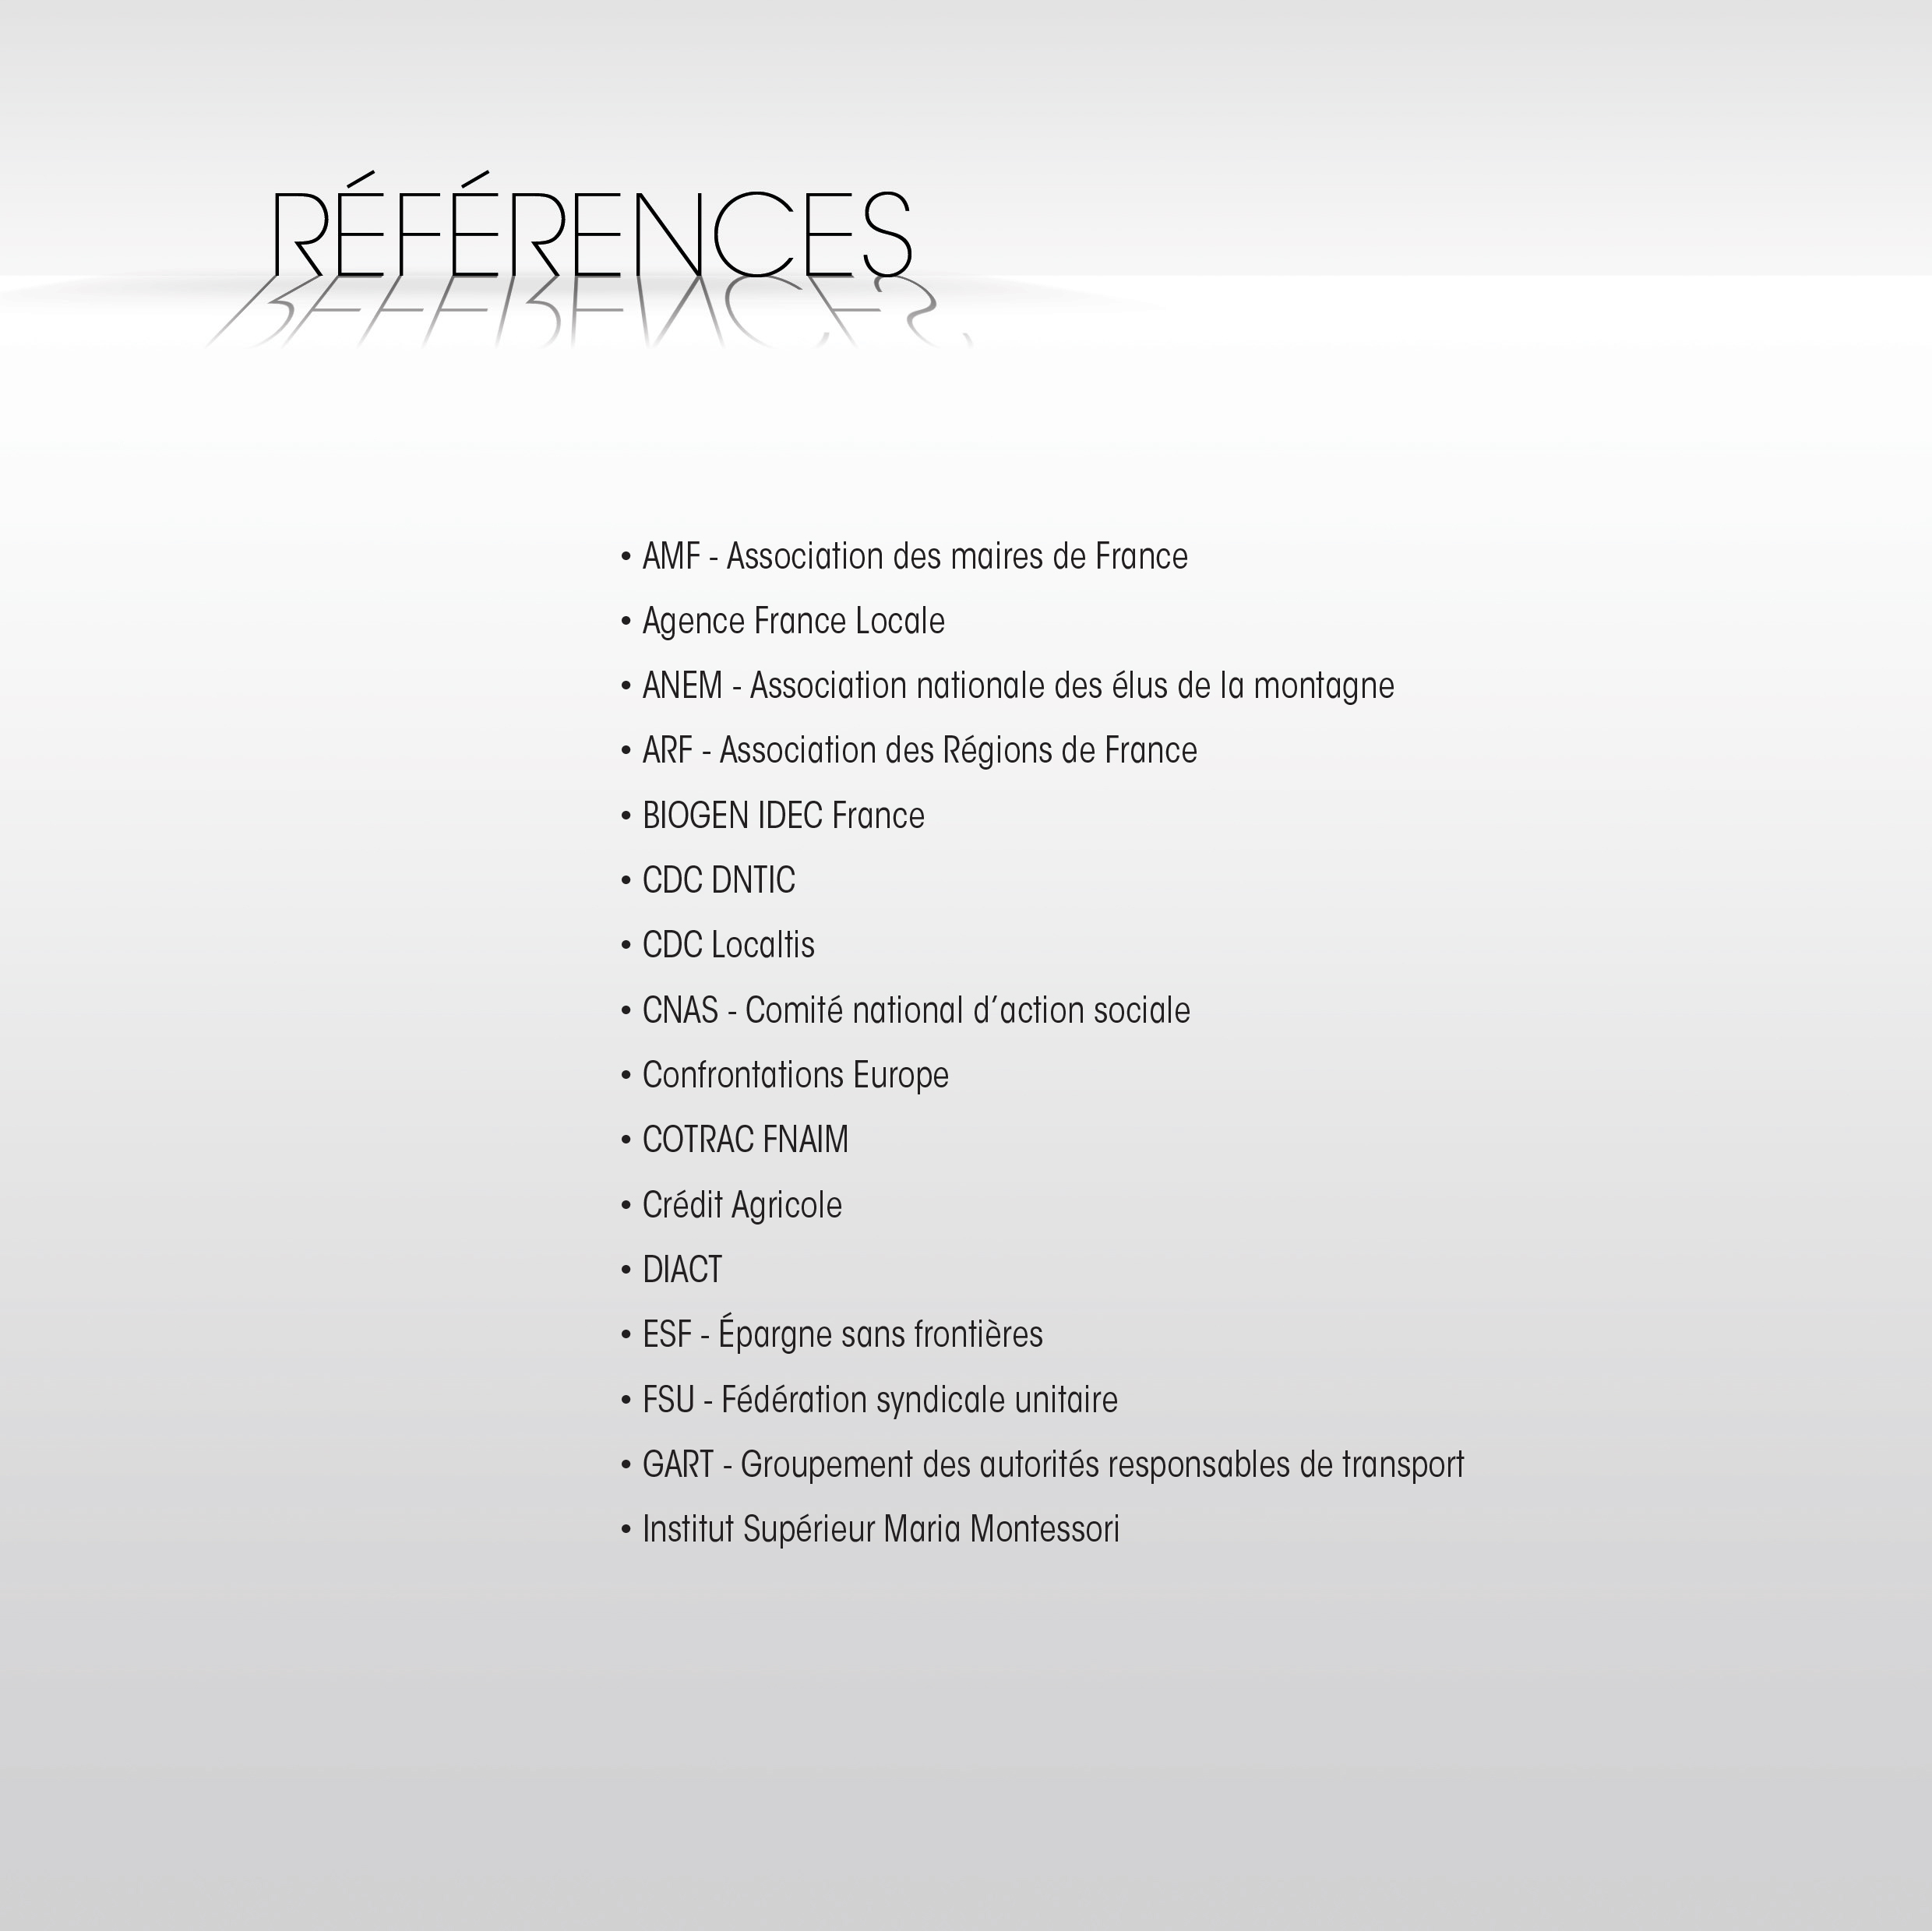 RÉFÉRENCES
• AMF - Association des maires de France
• Agence France Locale
• ANEM - Association nationale des élus de la montagne
• ARF - Association des Régions de France
• BIOGEN IDEC France
• CDC DNTIC
• CDC Localtis
• CNAS - Comité national d’action sociale
• Confrontations Europe
• COTRAC FNAIM
• Crédit Agricole
• DIACT
• ESF - Épargne sans frontières
• FSU - Fédération syndicale unitaire
• GART - Groupement des autorités responsables de transport
• Institut Supérieur Maria Montessori